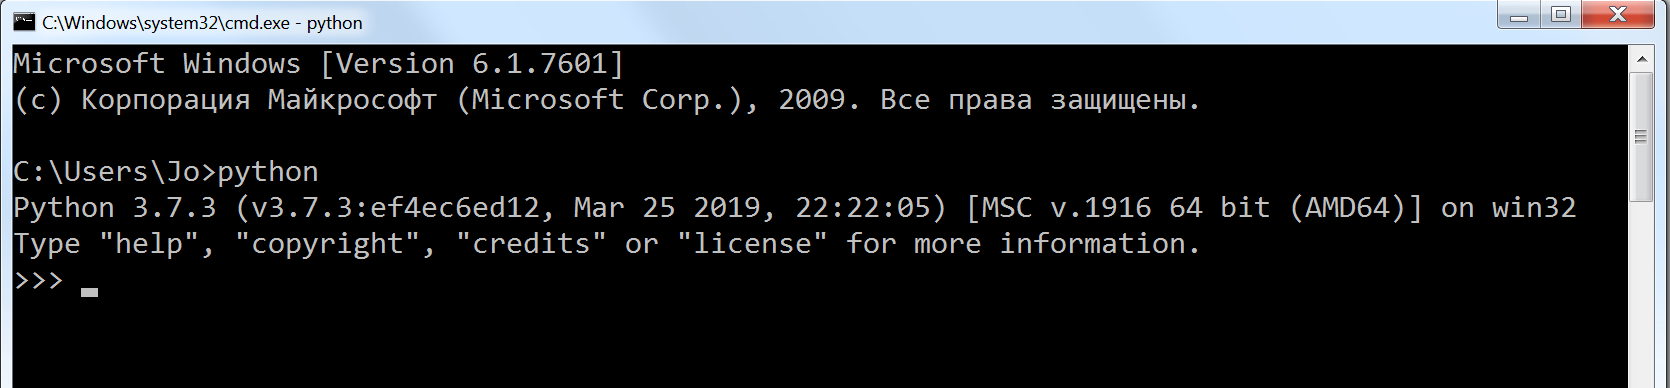 C:\Windows\system32\cmd.exe - python
Microsoft Windows [Version 6.1.7601]
(c) Корпорация Майкрософт (Microsoft Corp.), 2009. Все права защищены.
C:\Users\Jo>python
Python 3.7.3 (v3.7.3:ef4ec6ed12, Mar 25 2019, 22:22:05) [MSC v.1916 64 bit (AMD64)] on win32
Type "help", "copyright", "credits" or "license" for more information.
>>> _